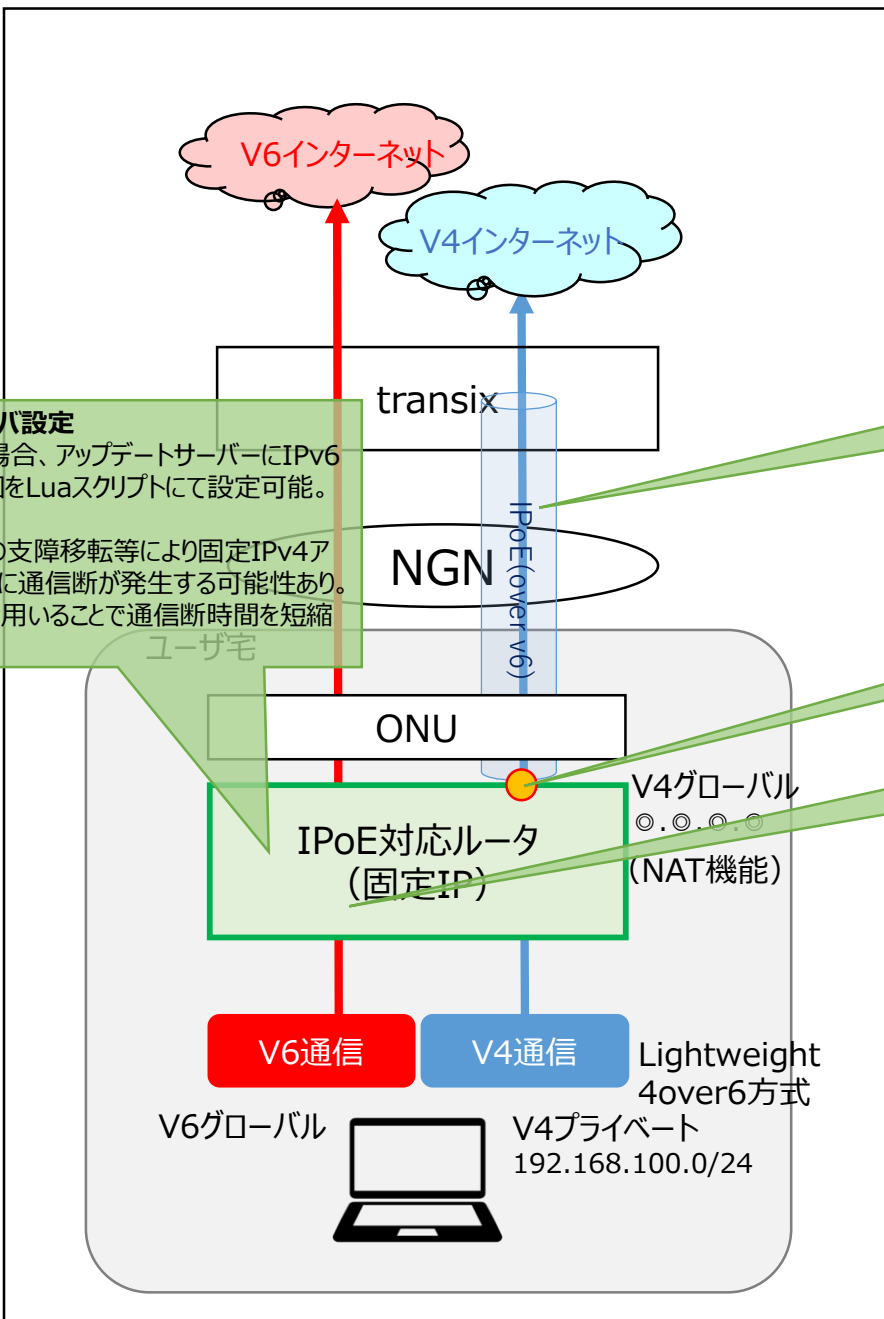 V6インターネット
V4インターネット
transix
バ設定
場合、アップデートサーバーにIPv6
をLuaスクリプトにて設定可能。
の支障移転等により固定IPv4ア
に通信断が発生する可能性あり。
用いることで通信断時間を短縮
NGN
IPoE(over v6)
ユーザ宅
ONU
V4グローバル
◎.◎.◎.◎
(NAT機能)
IPoE対応ルータ
(固定IP)
V6通信
V4通信
Lightweight
4over6方式
V6グローバル
V4プライベート
192.168.100.0/24